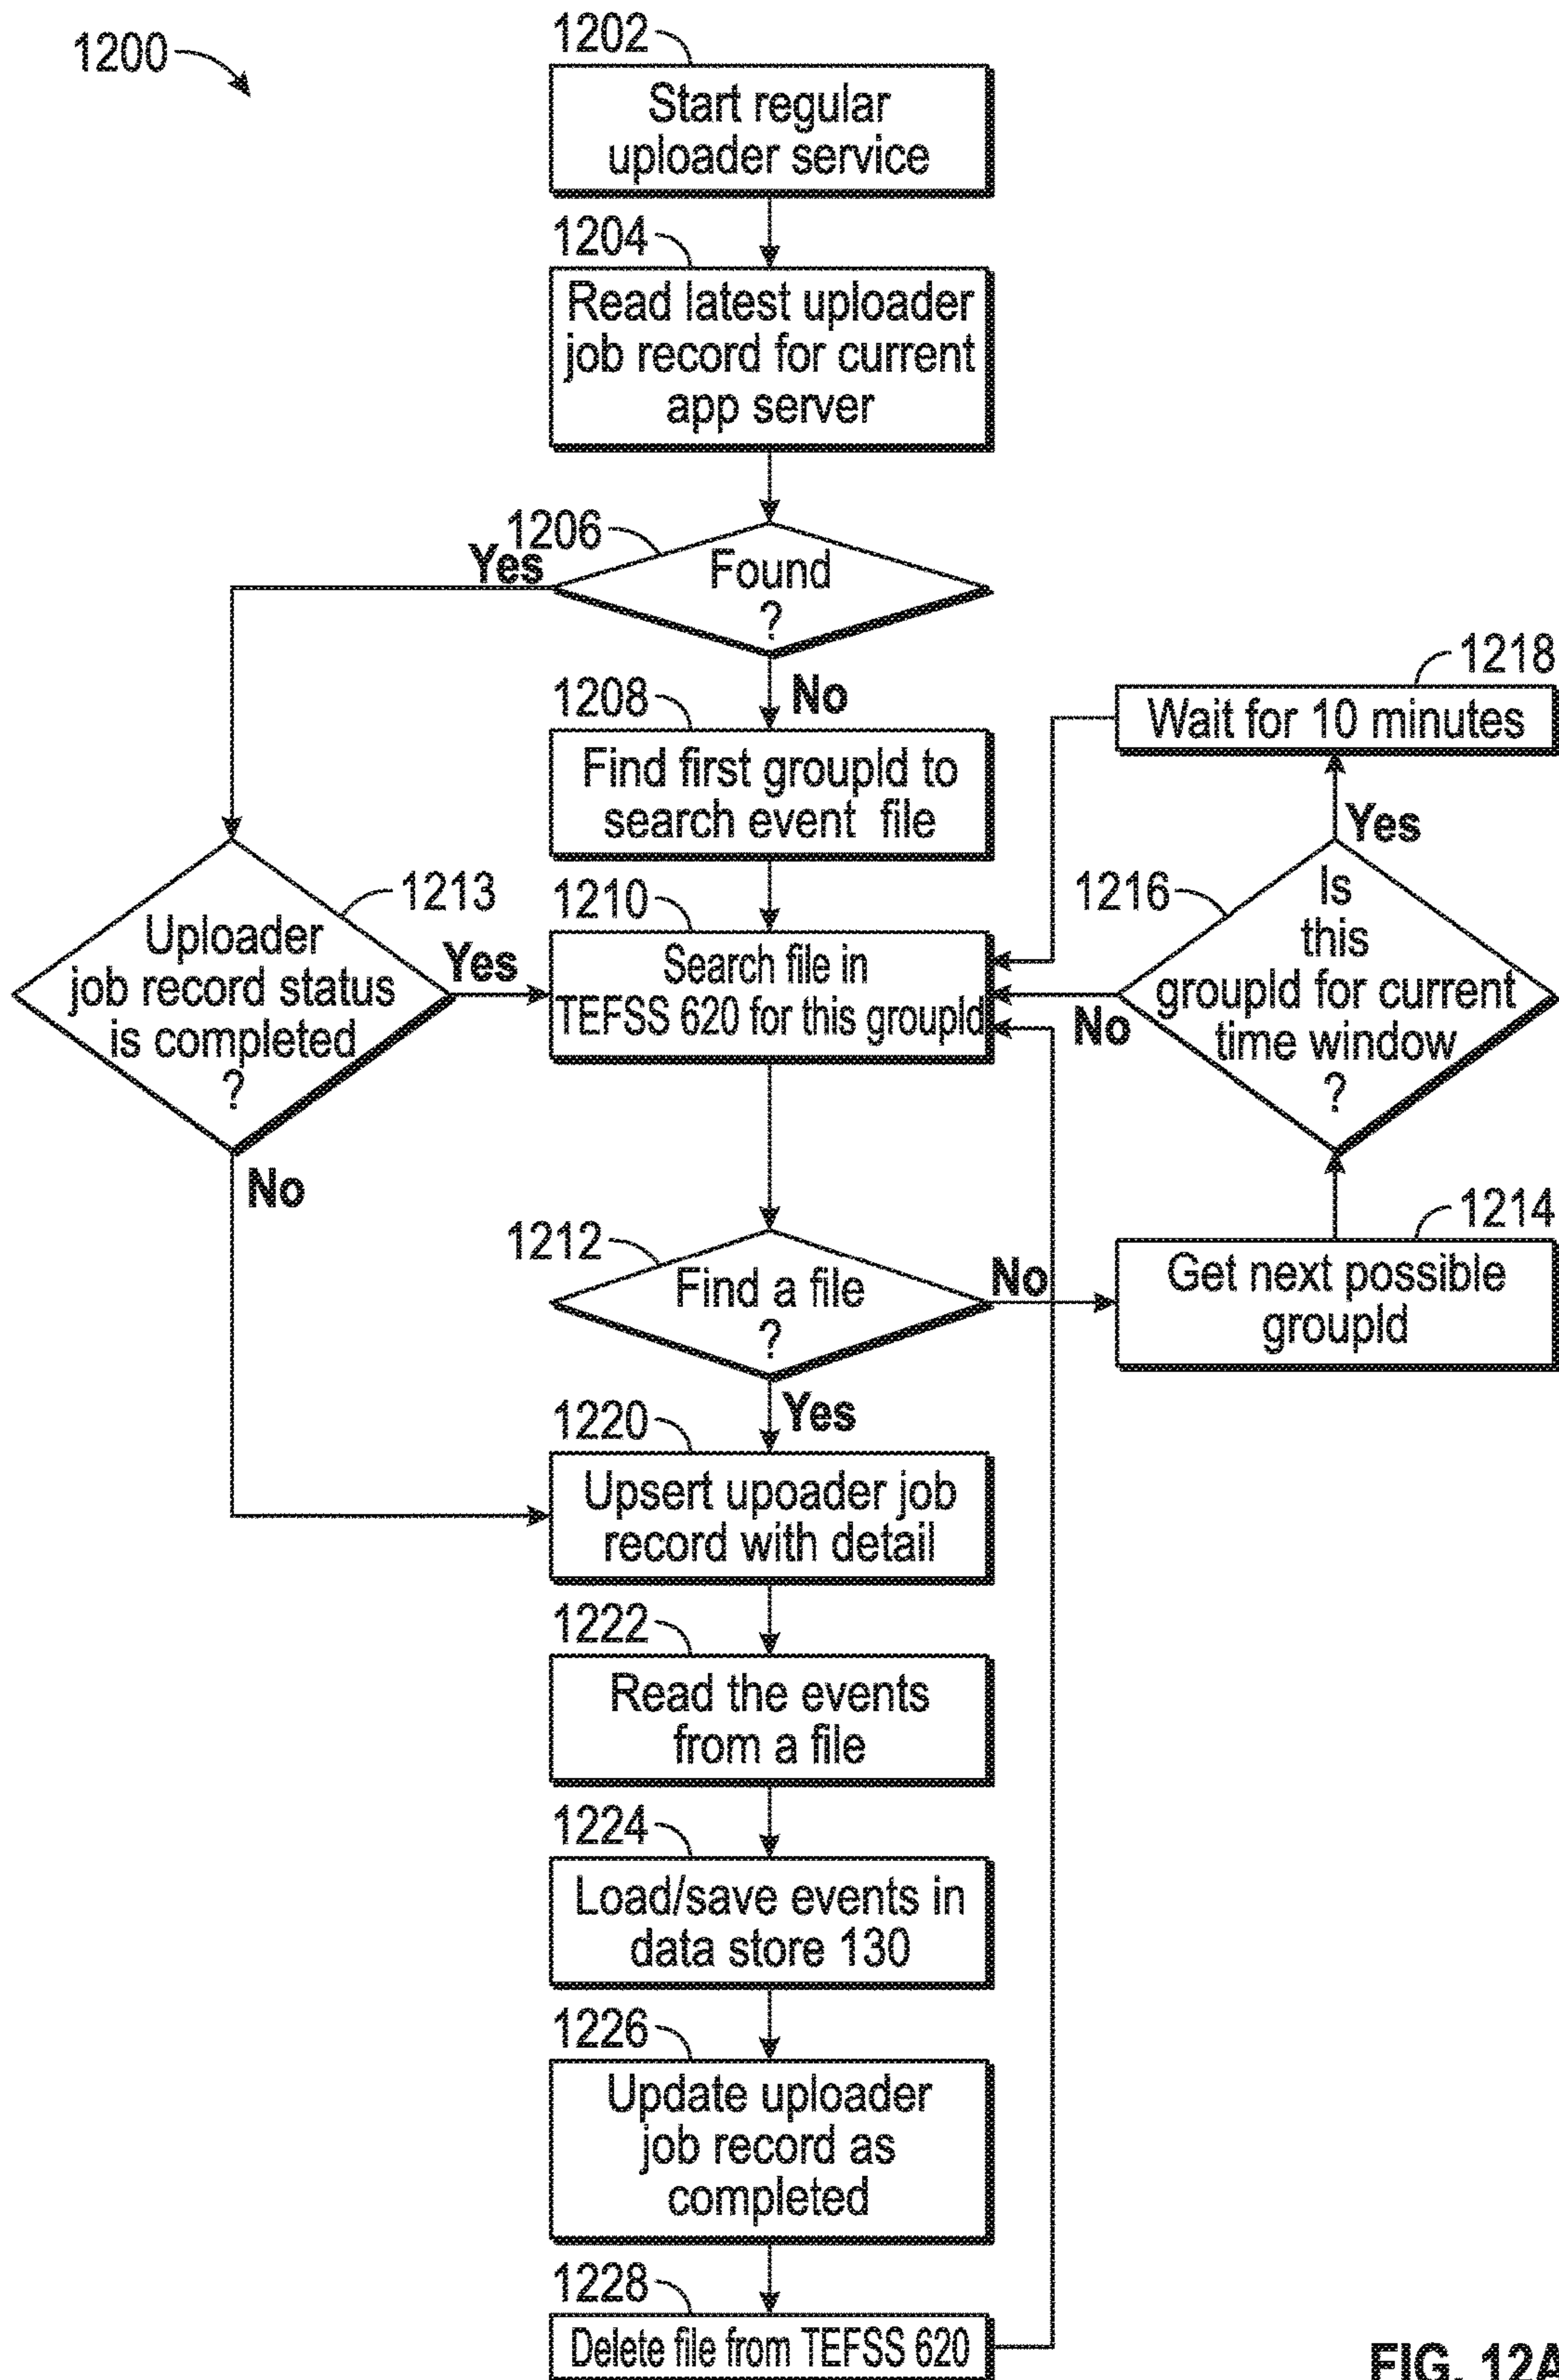 1200
1202
Start regular
uploader service
1204
Read latest uploader
job record for current
app server
1206
Yes
Found
?
No
1208
Find first groupId to
search event file
1218
Wait for 10 minutes
Yes
1213
Uploader
job record status
is completed
?
Yes
No
1210
Search file in
TEFSS 620 for this groupId
1216
Is
this
groupId for current
time window
?
No
1212
Find a file
?
No
1214
Get next possible
groupId
Yes
1220
Upsert upoader job
record with detail
1222
Read the events
from a file
1224
Load/save events in
data store 130
1226
Update uploader
job record as
completed
1228
Delete file from TEFSS 620
FIG. 12A